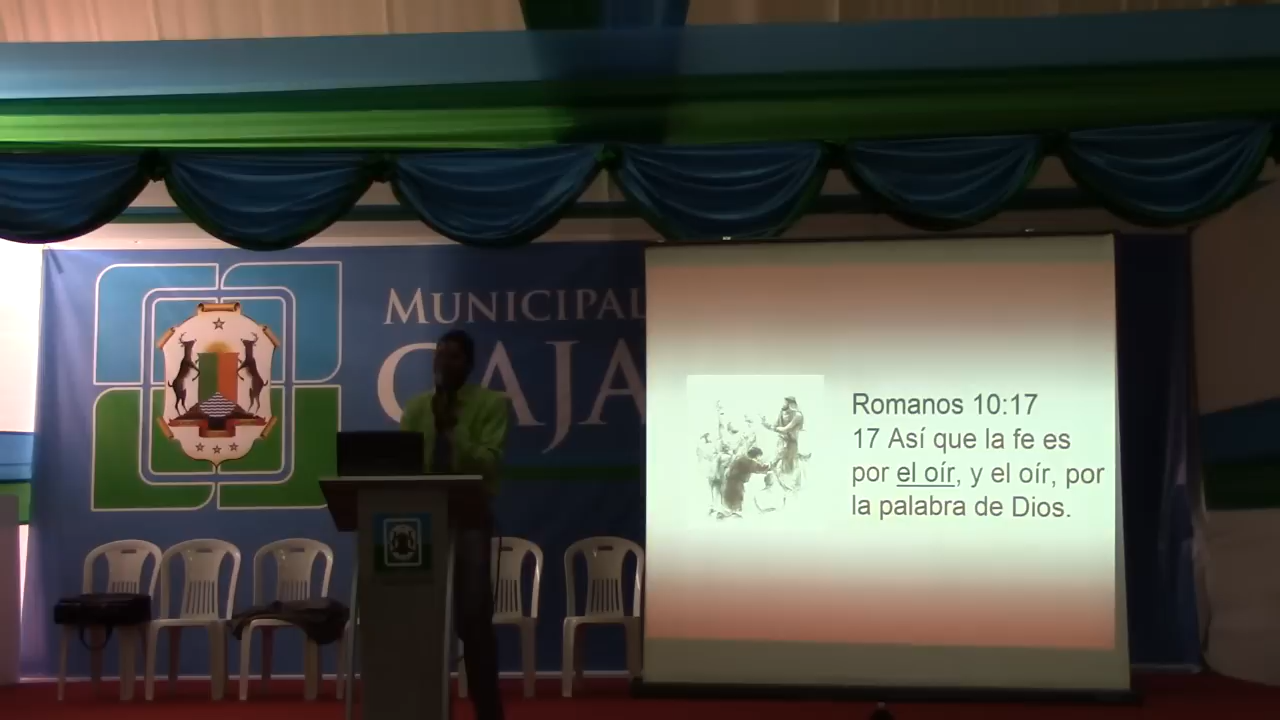 MUNICIPAL
CAJA
Romanos 10:17
17 Así que la fe es
por el oír, y el oír, por
la palabra de Dios.